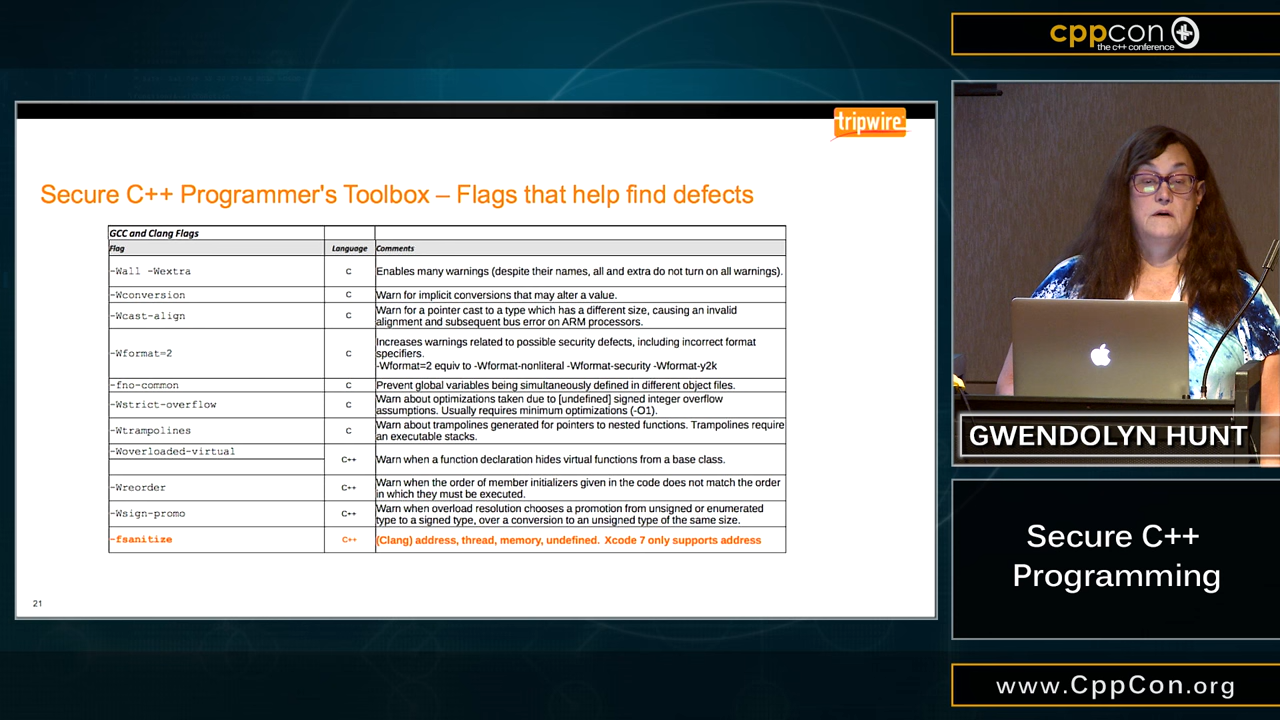 cppcon
the c++ conference
tripwire
Secure C++ Programmer's Toolbox – Flags that help find defects
GCC and Clang Flags
Flag Language Comments
-Wall -Wextra C Enables many warnings (despite their names, all and extra do not turn on all warnings).
-Wconversion C Warn for implicit conversions that may alter a value.
-Wcast-align C Warn for a pointer cast to a type which has a different size, causing an invalid
alignment and subsequent bus error on ARM processors.
-Wformat=2 C Increases warnings related to possible security defects, including incorrect format
specifiers.
-Wformat=2 equiv to -Wformat-nonliteral -Wformat-security -Wformat-y2k
-fno-common C Prevent global variables being simultaneously defined in different object files.
-Wstrict-overflow C Warn about optimizations taken due to [undefined] signed integer overflow
assumptions. Usually requires minimum optimizations (-O1).
-Wtrampolines C Warn about trampolines generated for pointers to nested functions. Trampolines require
an executable stacks.
-Woverloaded-virtual C++ Warn when a function declaration hides virtual functions from a base class.
-Wreorder C++ Warn when the order of member initializers given in the code does not match the order
in which they must be executed.
-Wsign-promo C++ Warn when overload resolution chooses a promotion from unsigned or enumerated
type to a signed type, over a conversion to an unsigned type of the same size.
-fsanitize C++ (Clang) address, thread, memory, undefined. Xcode 7 only supports address
21
GWENDOLYN HUNT
Secure C++
Programming
www.CppCon.org